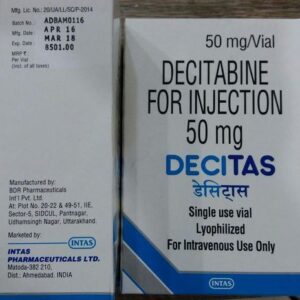 Mfg. Lic. No.: 20/UA/LL/SC/P-2014
Batch No. : ADBAM0116
Mfg. Date APR 16
Exp. Date MAR 18
MRP ₹ : 8501.00
Per Vial
(Incl. of all taxes)
Manufactured by:
BDR Pharmaceuticals
Int'l Pvt. Ltd.
At: Plot No. 20-22 & 49-51, IIE,
Sector-5, SIDCUL, Pantnagar,
Udhamsingh Nagar, Uttarakhand.
Marketed by:
INTAS
INTAS
PHARMACEUTICALS LTD.
Matoda-382 210,
Dist.: Ahmedabad. INDIA
50 mg/Vial
DECITABINE
FOR INJECTION
50 mg
DECITAS
डेसिट्रास
Single use vial
Lyophilized
For Intravenous Use Only
INTAS